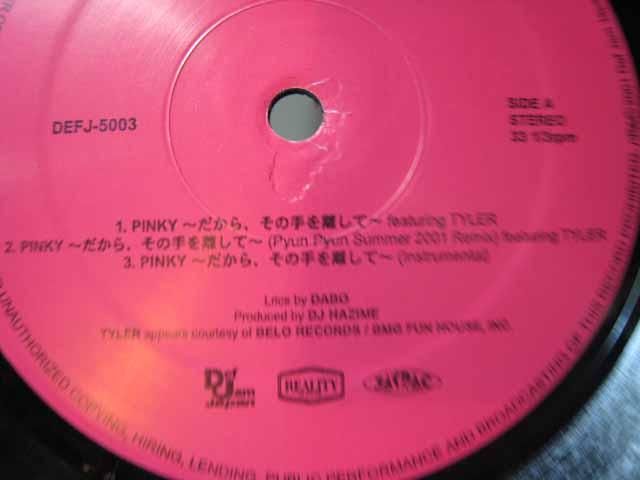 DEFJ-5003
SIDE A
STEREO
33 1/3rpm
1. PINKY ～だから、その手を離して～ featuring TYLER
2. PINKY ～だから、その手を離して～ (Pyun Pyun Summer 2001 Remix) featuring TYLER
3. PINKY ～だから、その手を離して～ (Instrumental)
Lrics by DABO
Produced by DJ HAZIME
TYLER appears courtesy of BELO RECORDS / BMG FUN HOUSE, INC.
Def Jam Japan
REALITY
UNAUTHORIZED COPYING, HIRING, LENDING, PUBLIC PERFORMANCE AND BROADCASTING OF THIS RECORD PROHIBITED.